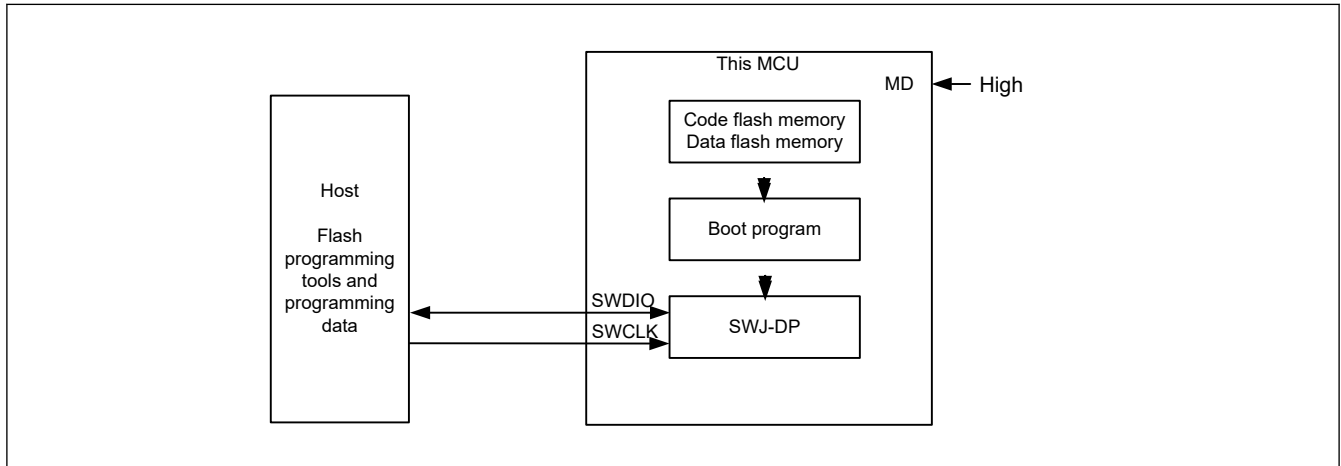 This MCU
MD
High
Code flash memory
Data flash memory
Host
Flash
programming
tools and
programming
data
Boot program
SWDIO
SWCLK
SWJ-DP